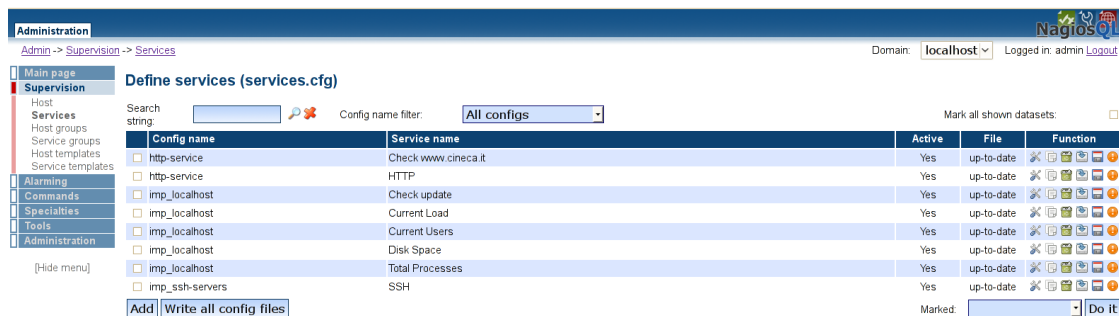 Administration
NagiosQL
Admin -> Supervision -> Services
Domain: localhost Logged in: admin Logout
Main page
Supervision
Host
Services
Host groups
Service groups
Host templates
Service templates
Alarming
Commands
Specialties
Tools
Administration
[Hide menu]
Define services (services.cfg)
Search string: Config name filter: All configs Mark all shown datasets:
Config name Service name Active File Function
http-service Check www.cineca.it Yes up-to-date
http-service HTTP Yes up-to-date
imp_localhost Check update Yes up-to-date
imp_localhost Current Load Yes up-to-date
imp_localhost Current Users Yes up-to-date
imp_localhost Disk Space Yes up-to-date
imp_localhost Total Processes Yes up-to-date
imp_ssh-servers SSH Yes up-to-date
Add Write all config files Marked: Do it